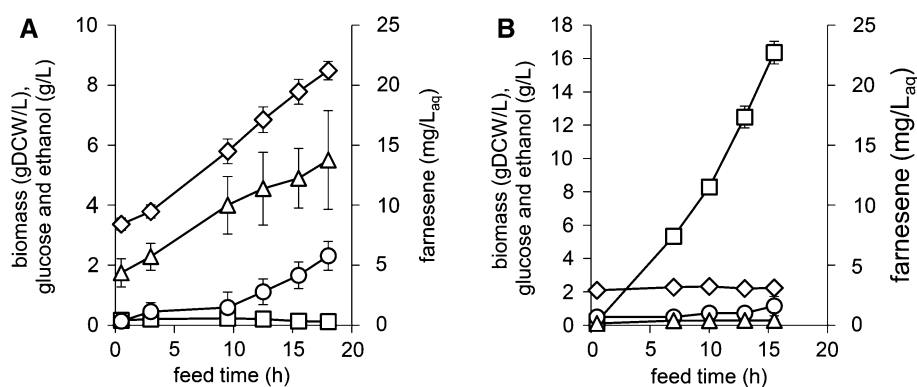 A
10
8
6
4
2
0
biomass (gDCW/L),
glucose and ethanol (g/L)
25
20
15
10
5
0
farnesene (mg/Laq)
0 5 10 15 20
feed time (h)
B
18
16
14
12
10
8
6
4
2
0
biomass (gDCW/L),
glucose and ethanol (g/L)
25
20
15
10
5
0
farnesene (mg/Laq)
0 5 10 15 20
feed time (h)